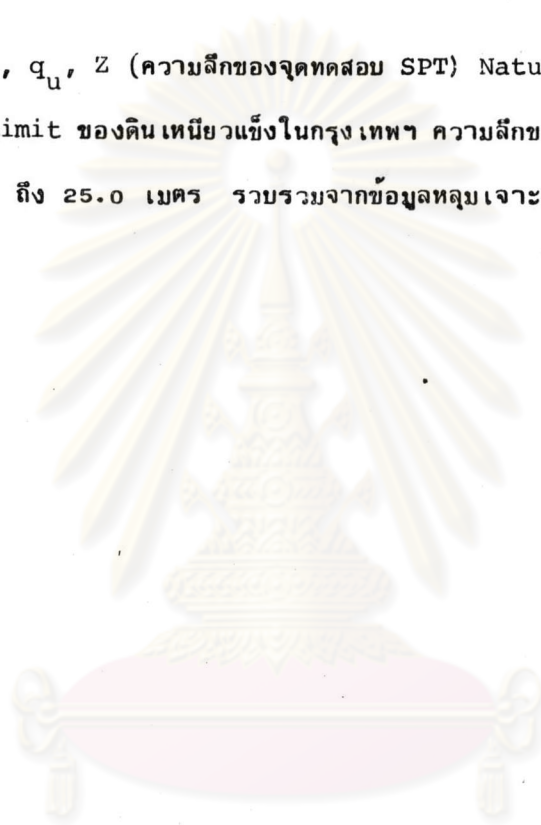 , q_u, Z (ความลึกของจุดทดสอบ SPT) Natu
imit ของดินเหนียวแข็งในกรุงเทพฯ ความลึกข
ถึง 25.0 เมตร รวบรวมจากข้อมูลหลุมเจาะ